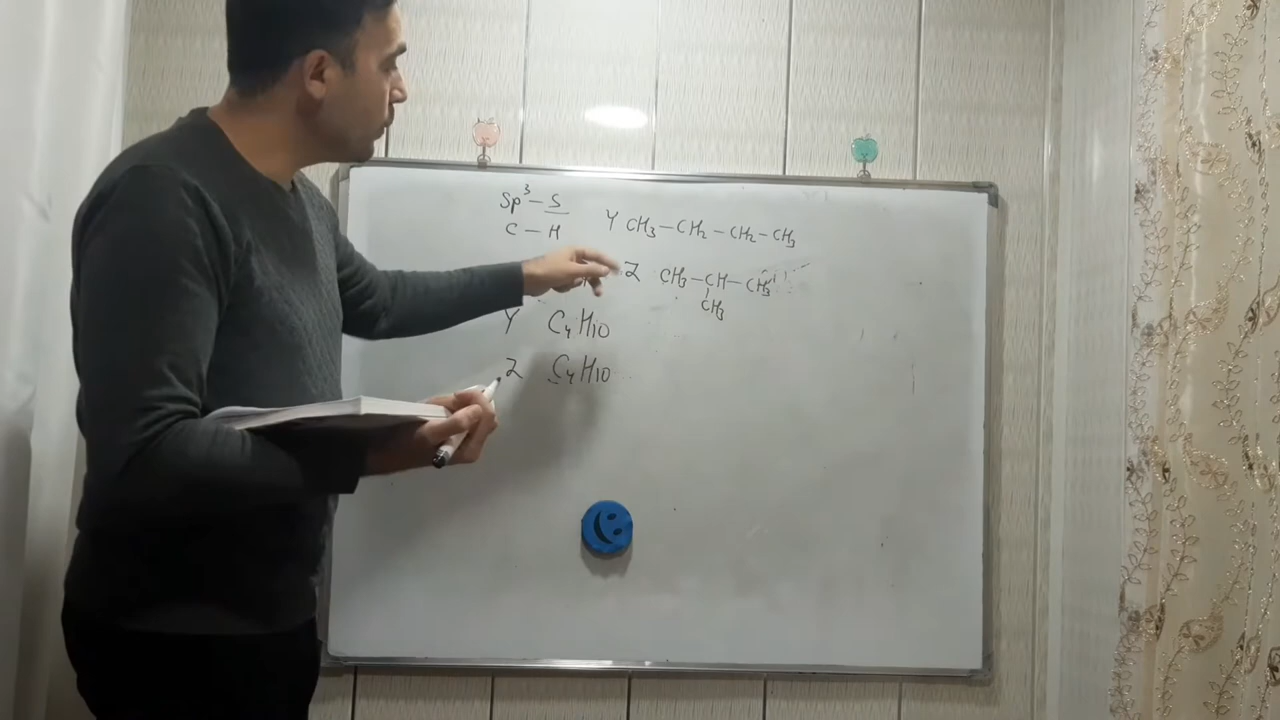 Sp³–S
C – H
Y CH₃–CH₂–CH₂–CH₃
Z CH₃–CH–CH₃
CH₃
Y C₄H₁₀
Z C₄H₁₀